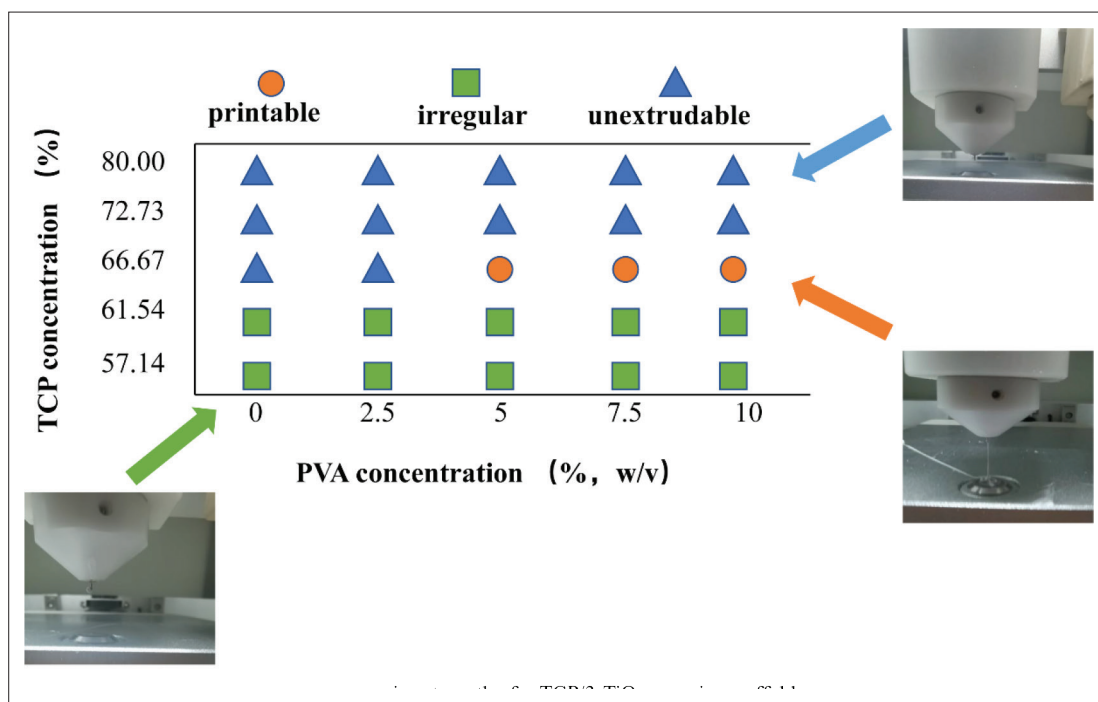 printable irregular unextrudable
TCP concentration (%)
80.00
72.73
66.67
61.54
57.14
0 2.5 5 7.5 10
PVA concentration (%, w/v)